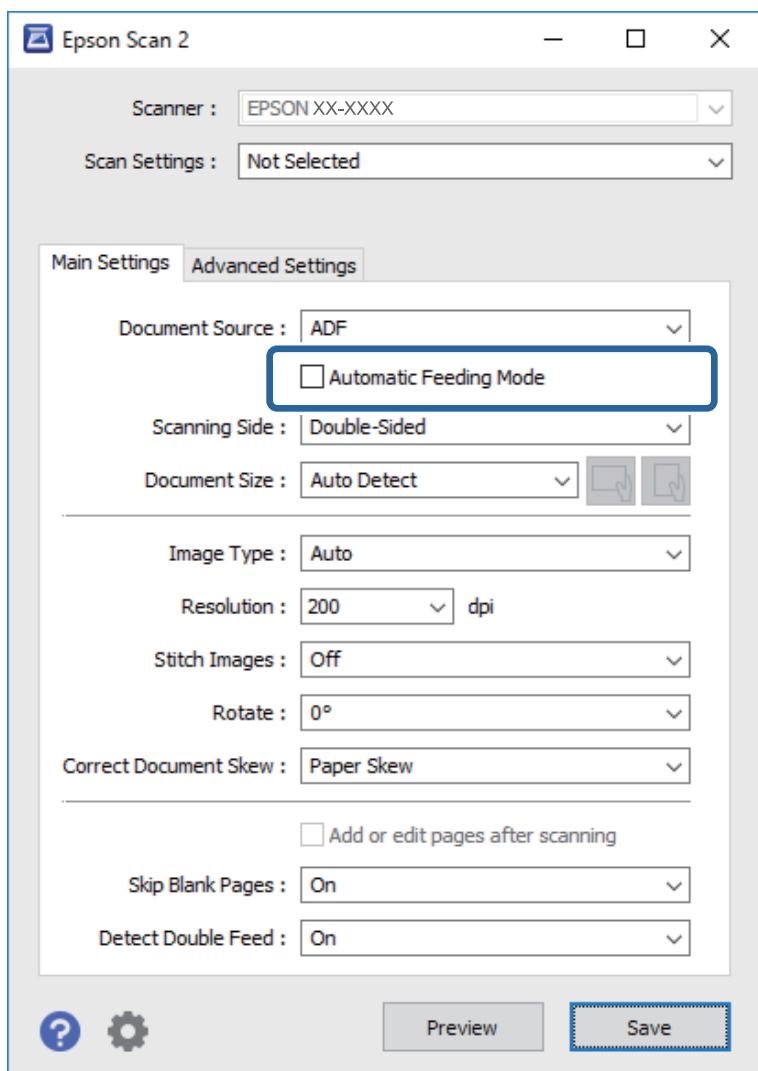 Epson Scan 2
Scanner : EPSON XX-XXXX
Scan Settings : Not Selected
Main Settings Advanced Settings
Document Source : ADF
Automatic Feeding Mode
Scanning Side : Double-Sided
Document Size : Auto Detect
Image Type : Auto
Resolution : 200 dpi
Stitch Images : Off
Rotate : 0°
Correct Document Skew : Paper Skew
Add or edit pages after scanning
Skip Blank Pages : On
Detect Double Feed : On
? Preview Save